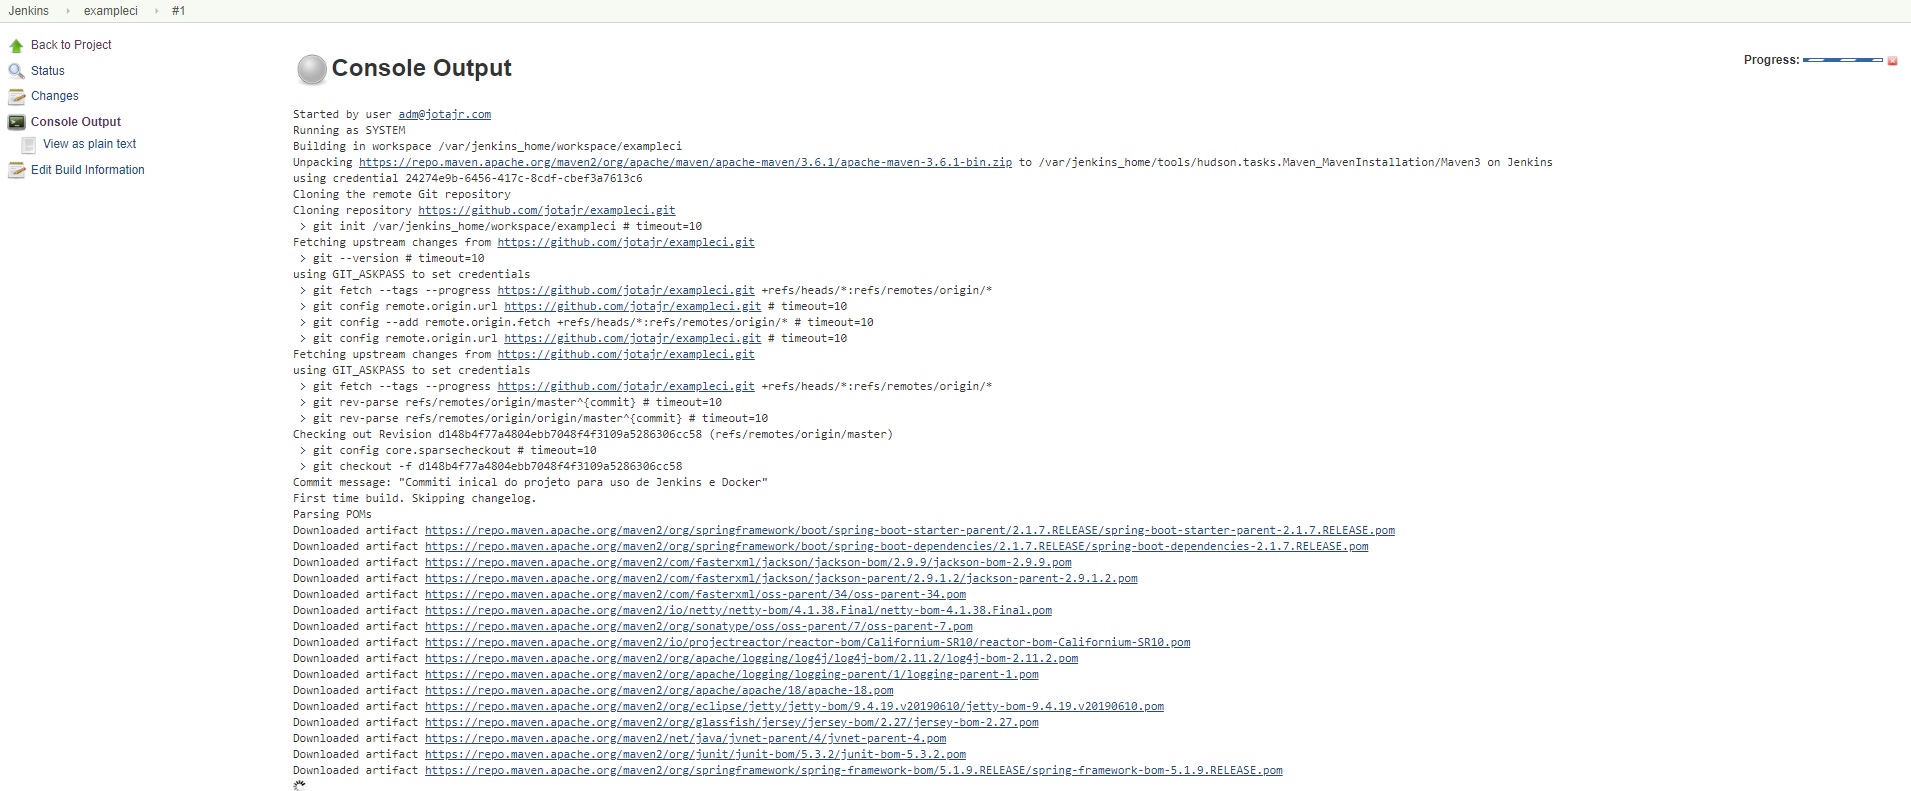 Jenkins exampleci #1
Back to Project
Status
Changes
Console Output
View as plain text
Edit Build Information
Console Output
Progress:
Started by user adm@jotajr.com
Running as SYSTEM
Building in workspace /var/jenkins_home/workspace/exampleci
Unpacking https://repo.maven.apache.org/maven2/org/apache/maven/apache-maven/3.6.1/apache-maven-3.6.1-bin.zip to /var/jenkins_home/tools/hudson.tasks.Maven_MavenInstallation/Maven3 on Jenkins
using credential 24274e9b-6456-417c-8cdf-cbef3a7613c6
Cloning the remote Git repository
Cloning repository https://github.com/jotajr/exampleci.git
> git init /var/jenkins_home/workspace/exampleci # timeout=10
Fetching upstream changes from https://github.com/jotajr/exampleci.git
> git --version # timeout=10
using GIT_ASKPASS to set credentials
> git fetch --tags --progress https://github.com/jotajr/exampleci.git +refs/heads/*:refs/remotes/origin/*
> git config remote.origin.url https://github.com/jotajr/exampleci.git # timeout=10
> git config --add remote.origin.fetch +refs/heads/*:refs/remotes/origin/* # timeout=10
> git config remote.origin.url https://github.com/jotajr/exampleci.git # timeout=10
Fetching upstream changes from https://github.com/jotajr/exampleci.git
using GIT_ASKPASS to set credentials
> git fetch --tags --progress https://github.com/jotajr/exampleci.git +refs/heads/*:refs/remotes/origin/*
> git rev-parse refs/remotes/origin/master^{commit} # timeout=10
> git rev-parse refs/remotes/origin/origin/master^{commit} # timeout=10
Checking out Revision d148b4f77a4804ebb7048f4f3109a5286306cc58 (refs/remotes/origin/master)
> git config core.sparsecheckout # timeout=10
> git checkout -f d148b4f77a4804ebb7048f4f3109a5286306cc58
Commit message: "Commiti inical do projeto para uso de Jenkins e Docker"
First time build. Skipping changelog.
Parsing POMs
Downloaded artifact https://repo.maven.apache.org/maven2/org/springframework/boot/spring-boot-starter-parent/2.1.7.RELEASE/spring-boot-starter-parent-2.1.7.RELEASE.pom
Downloaded artifact https://repo.maven.apache.org/maven2/org/springframework/boot/spring-boot-dependencies/2.1.7.RELEASE/spring-boot-dependencies-2.1.7.RELEASE.pom
Downloaded artifact https://repo.maven.apache.org/maven2/com/fasterxml/jackson/jackson-bom/2.9.9/jackson-bom-2.9.9.pom
Downloaded artifact https://repo.maven.apache.org/maven2/com/fasterxml/jackson/jackson-parent/2.9.1.2/jackson-parent-2.9.1.2.pom
Downloaded artifact https://repo.maven.apache.org/maven2/com/fasterxml/oss-parent/34/oss-parent-34.pom
Downloaded artifact https://repo.maven.apache.org/maven2/io/netty/netty-bom/4.1.38.Final/netty-bom-4.1.38.Final.pom
Downloaded artifact https://repo.maven.apache.org/maven2/org/sonatype/oss/oss-parent/7/oss-parent-7.pom
Downloaded artifact https://repo.maven.apache.org/maven2/io/projectreactor/reactor-bom/Californium-SR10/reactor-bom-Californium-SR10.pom
Downloaded artifact https://repo.maven.apache.org/maven2/org/apache/logging/log4j/log4j-bom/2.11.2/log4j-bom-2.11.2.pom
Downloaded artifact https://repo.maven.apache.org/maven2/org/apache/logging/logging-parent/1/logging-parent-1.pom
Downloaded artifact https://repo.maven.apache.org/maven2/org/apache/apache/18/apache-18.pom
Downloaded artifact https://repo.maven.apache.org/maven2/org/eclipse/jetty/jetty-bom/9.4.19.v20190610/jetty-bom-9.4.19.v20190610.pom
Downloaded artifact https://repo.maven.apache.org/maven2/org/glassfish/jersey/jersey-bom/2.27/jersey-bom-2.27.pom
Downloaded artifact https://repo.maven.apache.org/maven2/net/java/jvnet-parent/4/jvnet-parent-4.pom
Downloaded artifact https://repo.maven.apache.org/maven2/org/junit/junit-bom/5.3.2/junit-bom-5.3.2.pom
Downloaded artifact https://repo.maven.apache.org/maven2/org/springframework/spring-framework-bom/5.1.9.RELEASE/spring-framework-bom-5.1.9.RELEASE.pom